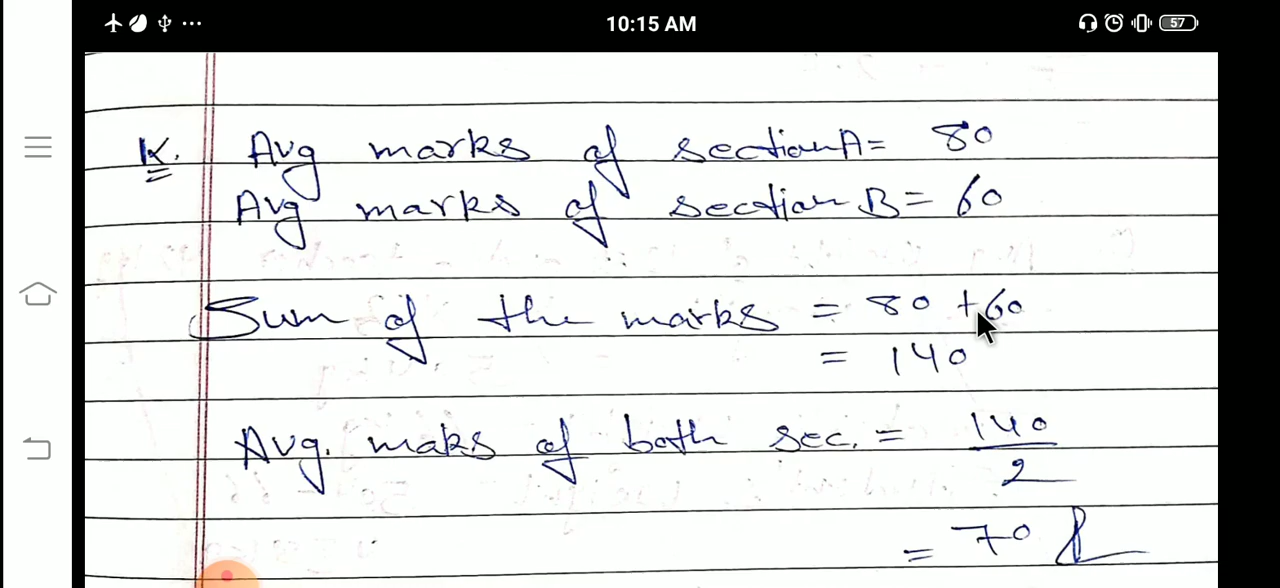 10:15 AM
57
K. Avg marks of section A = 80
Avg marks of section B = 60
Sum of the marks = 80 + 60
= 140
Avg. maks of both sec. = 140
2
= 70